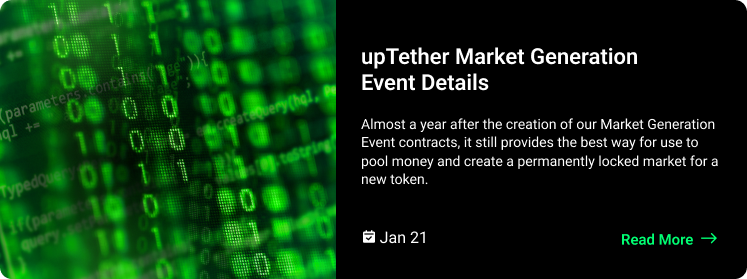 upTether Market Generation
Event Details
Almost a year after the creation of our Market Generation
Event contracts, it still provides the best way for use to
pool money and create a permanently locked market for a
new token.
Jan 21
Read More